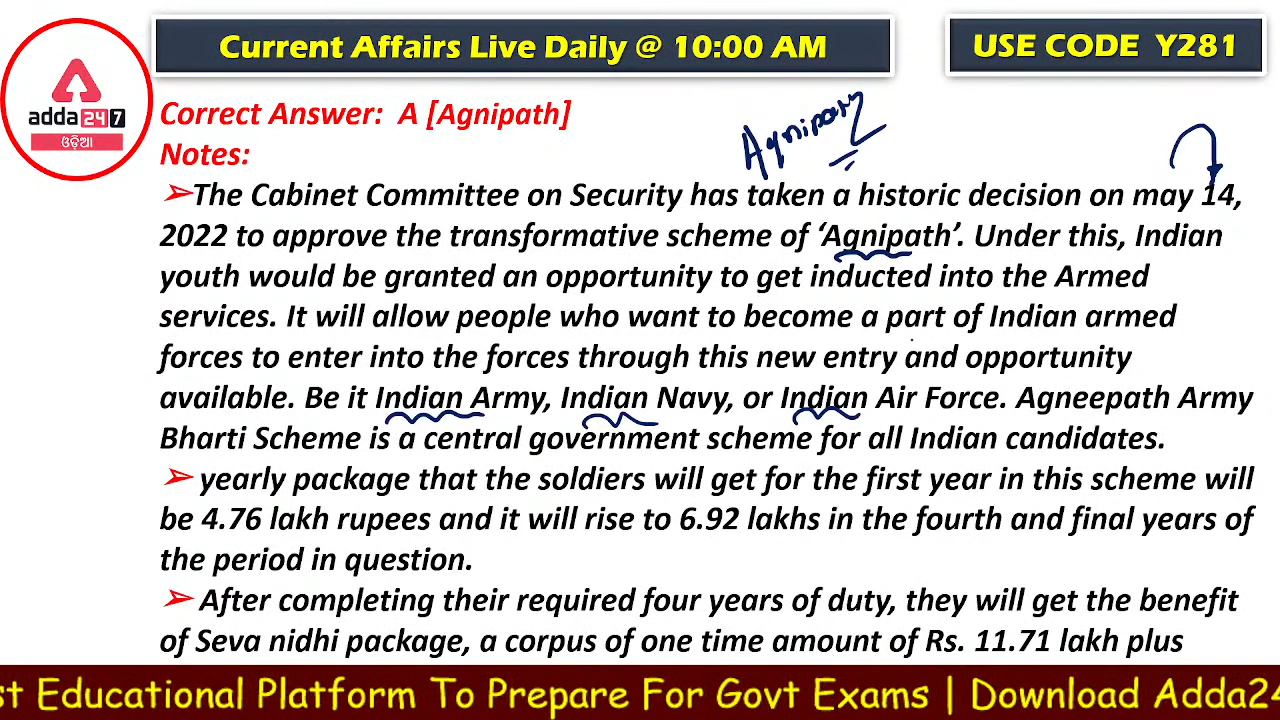 Current Affairs Live Daily @ 10:00 AM
USE CODE Y281
adda 24 7
ଓଡ଼ିଆ
Correct Answer: A [Agnipath]
Notes:
Agnipath
➢The Cabinet Committee on Security has taken a historic decision on may 14,
2022 to approve the transformative scheme of ‘Agnipath’. Under this, Indian
youth would be granted an opportunity to get inducted into the Armed
services. It will allow people who want to become a part of Indian armed
forces to enter into the forces through this new entry and opportunity
available. Be it Indian Army, Indian Navy, or Indian Air Force. Agneepath Army
Bharti Scheme is a central government scheme for all Indian candidates.
➢ yearly package that the soldiers will get for the first year in this scheme will
be 4.76 lakh rupees and it will rise to 6.92 lakhs in the fourth and final years of
the period in question.
➢ After completing their required four years of duty, they will get the benefit
of Seva nidhi package, a corpus of one time amount of Rs. 11.71 lakh plus
st Educational Platform To Prepare For Govt Exams | Download Adda24